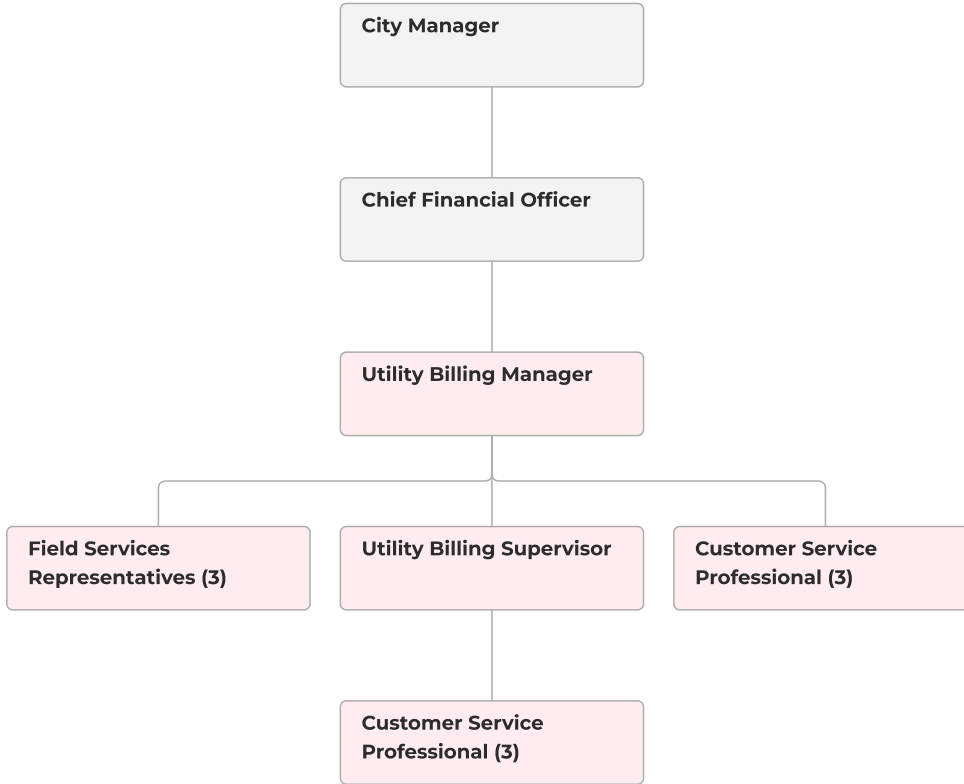 City Manager
Chief Financial Officer
Utility Billing Manager
Field Services
Representatives (3)
Utility Billing Supervisor
Customer Service
Professional (3)
Customer Service
Professional (3)